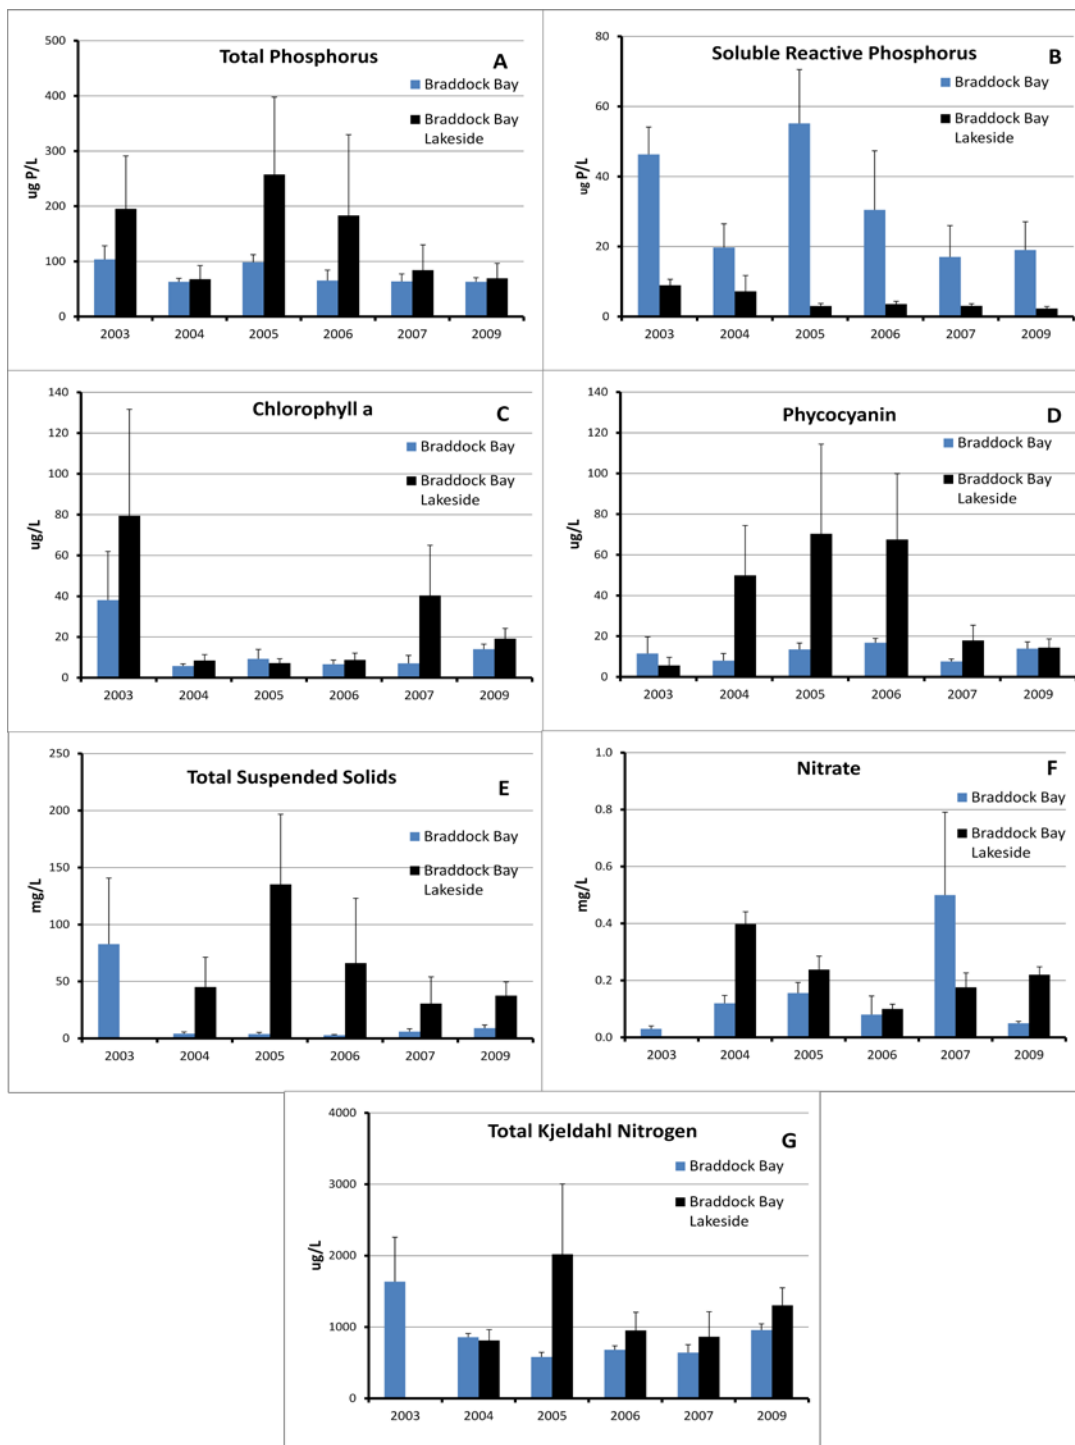 Total Phosphorus
A
500
400
300
200
100
0
ug P/L
Braddock Bay
Braddock Bay
Lakeside
2003 2004 2005 2006 2007 2009
Soluble Reactive Phosphorus
B
80
60
40
20
0
ug P/L
Braddock Bay
Braddock Bay
Lakeside
2003 2004 2005 2006 2007 2009
Chlorophyll a
C
140
120
100
80
60
40
20
0
ug/L
Braddock Bay
Braddock Bay
Lakeside
2003 2004 2005 2006 2007 2009
Phycocyanin
D
140
120
100
80
60
40
20
0
ug/L
Braddock Bay
Braddock Bay
Lakeside
2003 2004 2005 2006 2007 2009
Total Suspended Solids
E
250
200
150
100
50
0
mg/L
Braddock Bay
Braddock Bay
Lakeside
2003 2004 2005 2006 2007 2009
Nitrate
F
1.0
0.8
0.6
0.4
0.2
0.0
mg/L
Braddock Bay
Braddock Bay
Lakeside
2003 2004 2005 2006 2007 2009
Total Kjeldahl Nitrogen
G
4000
3000
2000
1000
0
ug/L
Braddock Bay
Braddock Bay
Lakeside
2003 2004 2005 2006 2007 2009